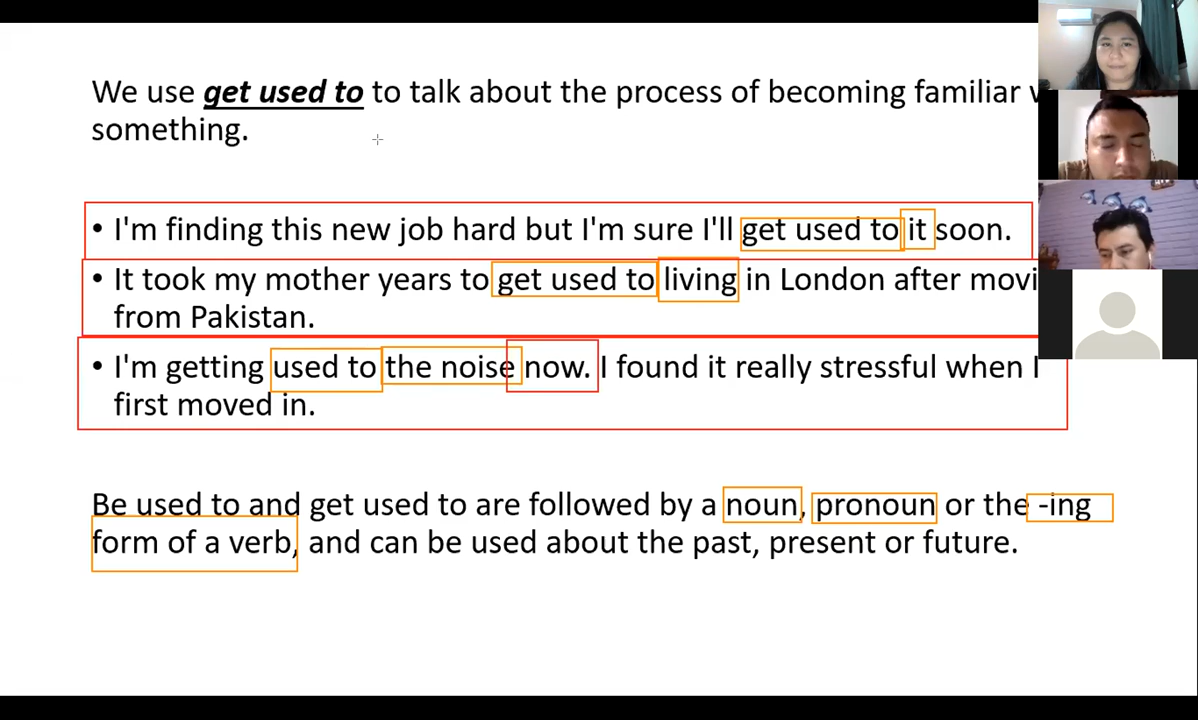 We use get used to to talk about the process of becoming familiar
something.
• I'm finding this new job hard but I'm sure I'll get used to it soon.
• It took my mother years to get used to living in London after movi
from Pakistan.
• I'm getting used to the noise now. I found it really stressful when I
first moved in.
Be used to and get used to are followed by a noun, pronoun or the -ing
form of a verb, and can be used about the past, present or future.